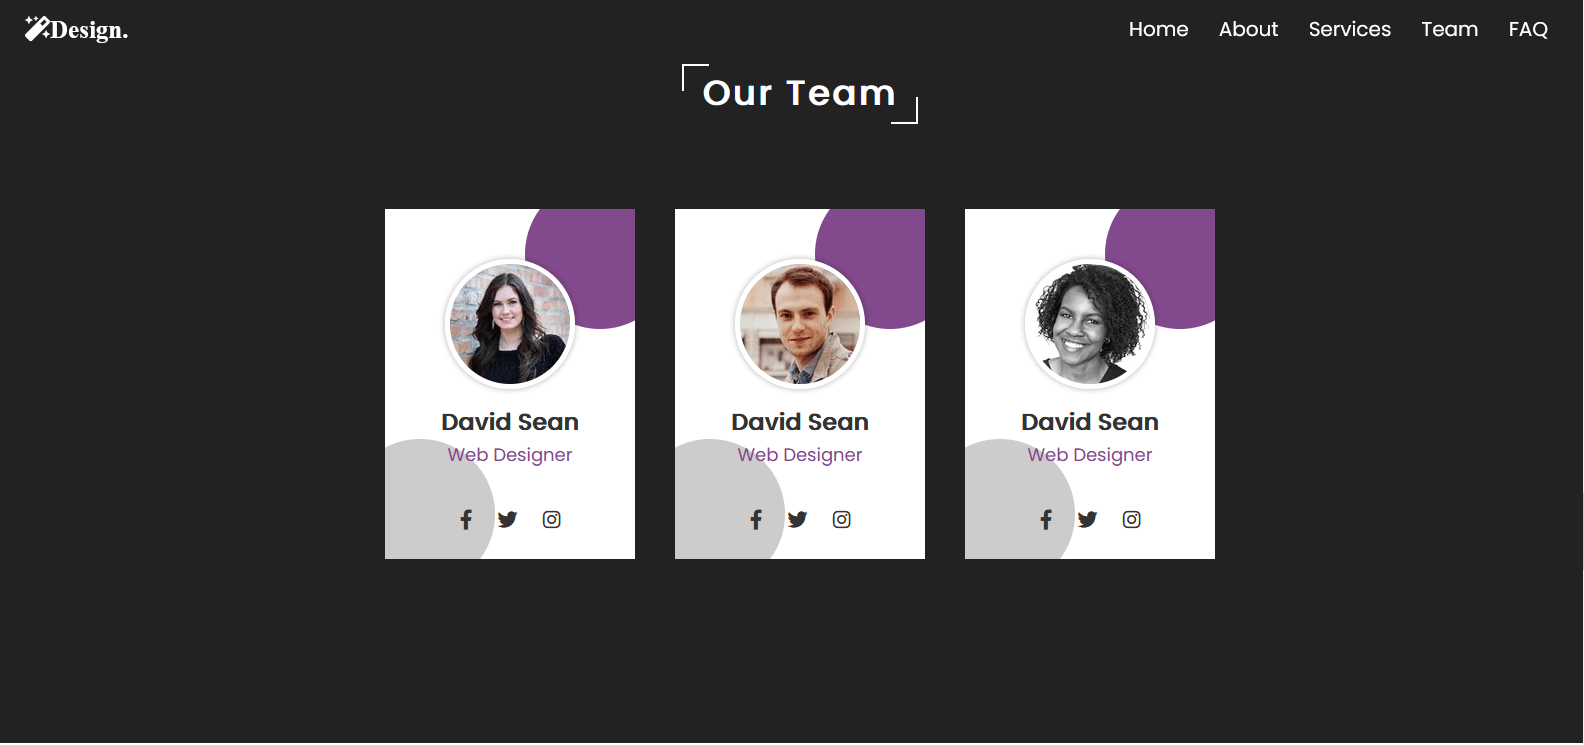 Design.
Home About Services Team FAQ
Our Team
David Sean
Web Designer
David Sean
Web Designer
David Sean
Web Designer